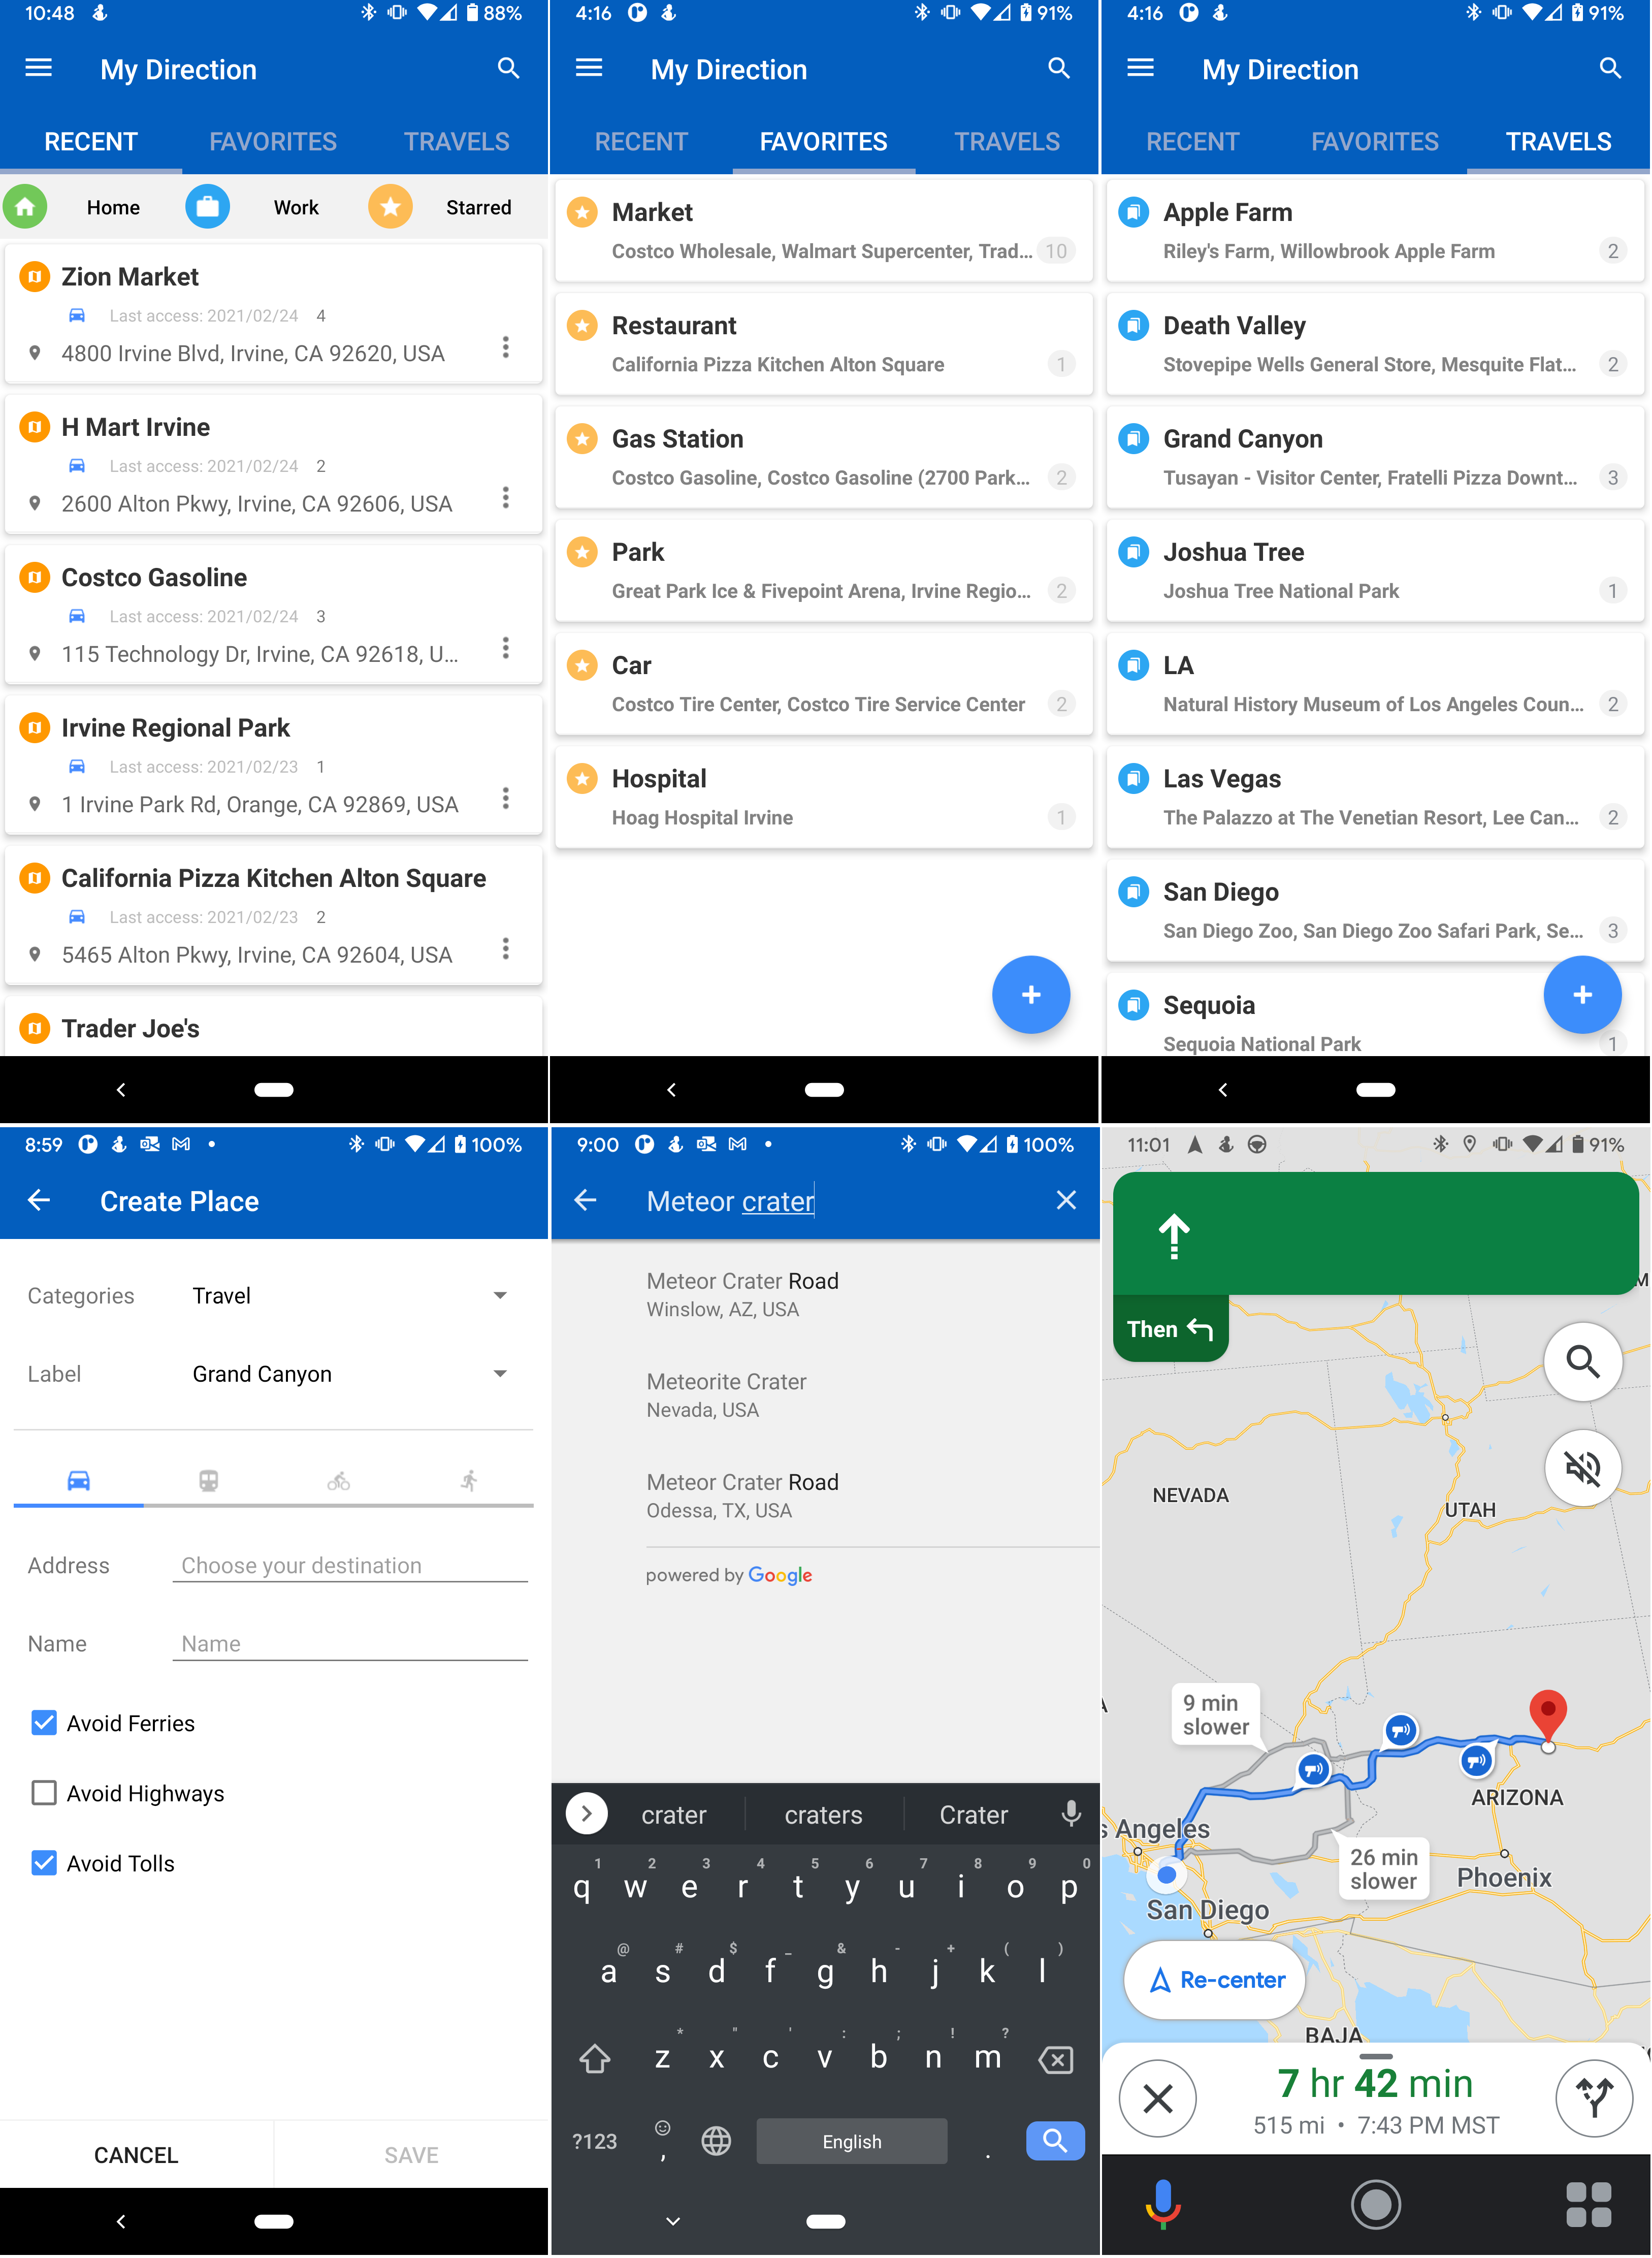 10:48 88%
My Direction
RECENT FAVORITES TRAVELS
Home Work Starred
Zion Market
Last access: 2021/02/24 4
4800 Irvine Blvd, Irvine, CA 92620, USA
H Mart Irvine
Last access: 2021/02/24 2
2600 Alton Pkwy, Irvine, CA 92606, USA
Costco Gasoline
Last access: 2021/02/24 3
115 Technology Dr, Irvine, CA 92618, U...
Irvine Regional Park
Last access: 2021/02/23 1
1 Irvine Park Rd, Orange, CA 92869, USA
California Pizza Kitchen Alton Square
Last access: 2021/02/23 2
5465 Alton Pkwy, Irvine, CA 92604, USA
Trader Joe's
4:16 91%
My Direction
RECENT FAVORITES TRAVELS
Market
Costco Wholesale, Walmart Supercenter, Trad... 10
Restaurant
California Pizza Kitchen Alton Square 1
Gas Station
Costco Gasoline, Costco Gasoline (2700 Park... 2
Park
Great Park Ice & Fivepoint Arena, Irvine Regio... 2
Car
Costco Tire Center, Costco Tire Service Center 2
Hospital
Hoag Hospital Irvine 1
+
4:16 91%
My Direction
RECENT FAVORITES TRAVELS
Apple Farm
Riley's Farm, Willowbrook Apple Farm 2
Death Valley
Stovepipe Wells General Store, Mesquite Flat... 2
Grand Canyon
Tusayan - Visitor Center, Fratelli Pizza Downt... 3
Joshua Tree
Joshua Tree National Park 1
LA
Natural History Museum of Los Angeles Coun... 2
Las Vegas
The Palazzo at The Venetian Resort, Lee Can... 2
San Diego
San Diego Zoo, San Diego Zoo Safari Park, Se... 3
Sequoia
Sequoia National Park 1
+
8:59 100%
Create Place
Categories Travel
Label Grand Canyon
Address Choose your destination
Name Name
Avoid Ferries
Avoid Highways
Avoid Tolls
CANCEL SAVE
9:00 100%
Meteor crater
Meteor Crater Road
Winslow, AZ, USA
Meteorite Crater
Nevada, USA
Meteor Crater Road
Odessa, TX, USA
powered by Google
crater craters Crater
1 2 3 4 5 6 7 8 9 0
q w e r t y u i o p
@ # $ _ & - + ( )
a s d f g h j k l
* " ' : ; ! ?
z x c v b n m
?123 , English .
11:01 91%
Then
NEVADA
UTAH
9 min
slower
ARIZONA
s Angeles
26 min
slower
Phoenix
San Diego
Re-center
BAJA
7 hr 42 min
515 mi • 7:43 PM MST